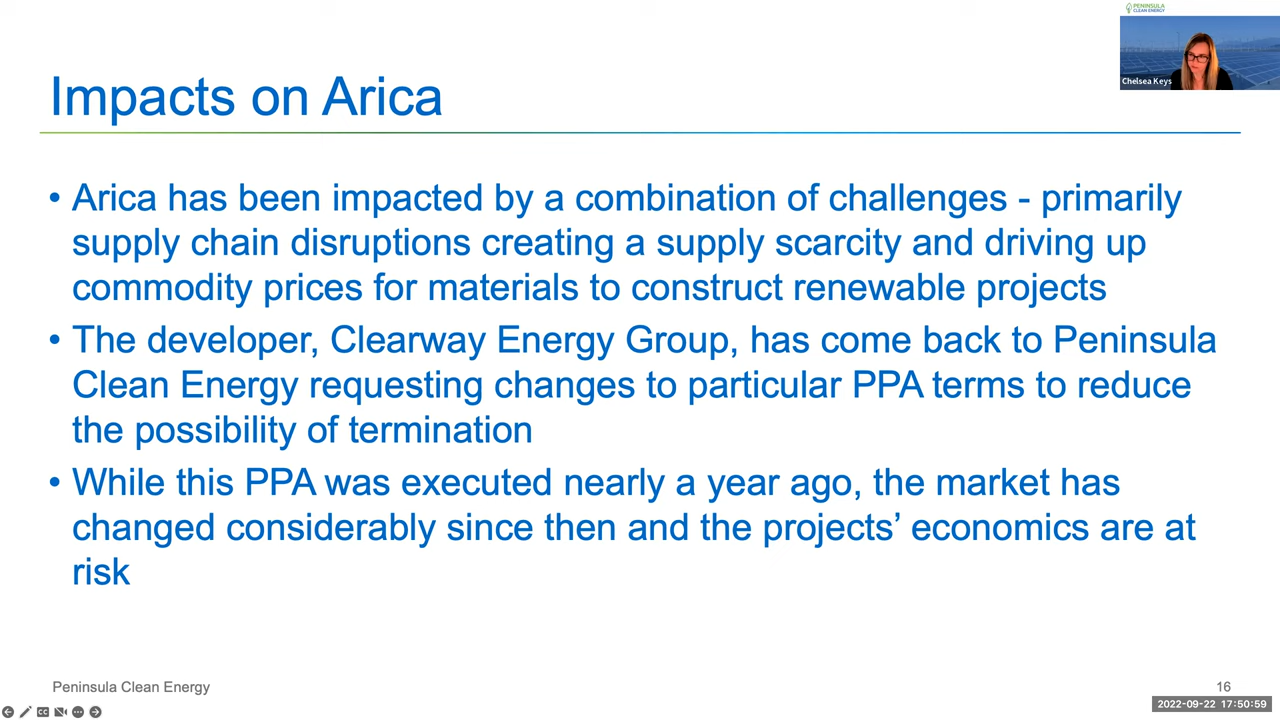 PENINSULA
CLEAN ENERGY
Chelsea Keys
Impacts on Arica
• Arica has been impacted by a combination of challenges - primarily
supply chain disruptions creating a supply scarcity and driving up
commodity prices for materials to construct renewable projects
• The developer, Clearway Energy Group, has come back to Peninsula
Clean Energy requesting changes to particular PPA terms to reduce
the possibility of termination
• While this PPA was executed nearly a year ago, the market has
changed considerably since then and the projects’ economics are at
risk
Peninsula Clean Energy
16
2022-09-22 17:50:59
CC